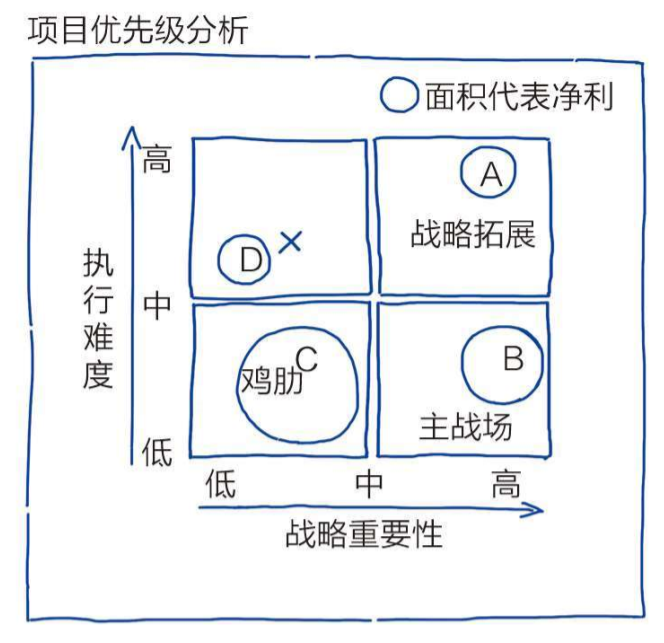 项目优先级分析
面积代表净利
高
A
战略拓展
D ×
执行难度
中
C
鸡肋
B
主战场
低
低 中 高
战略重要性